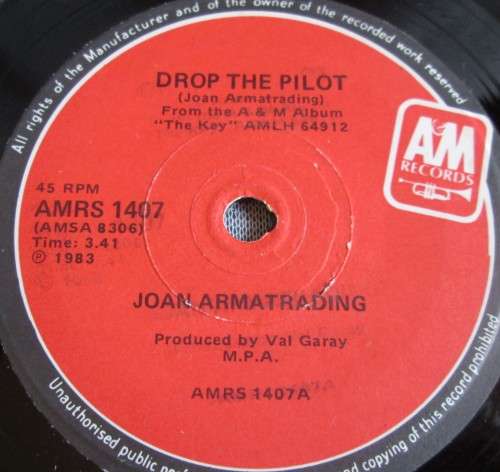 All rights of the Manufacturer and of the owner of the recorded work reserved
DROP THE PILOT
(Joan Armatrading)
From the A & M Album
"The Key" AMLH 64912
A&M
RECORDS
45 RPM
AMRS 1407
(AMSA 8306)
Time: 3.41
℗ 1983
JOAN ARMATRADING
Produced by Val Garay
M.P.A.
AMRS 1407A
Unauthorised public
copying of this record prohibited